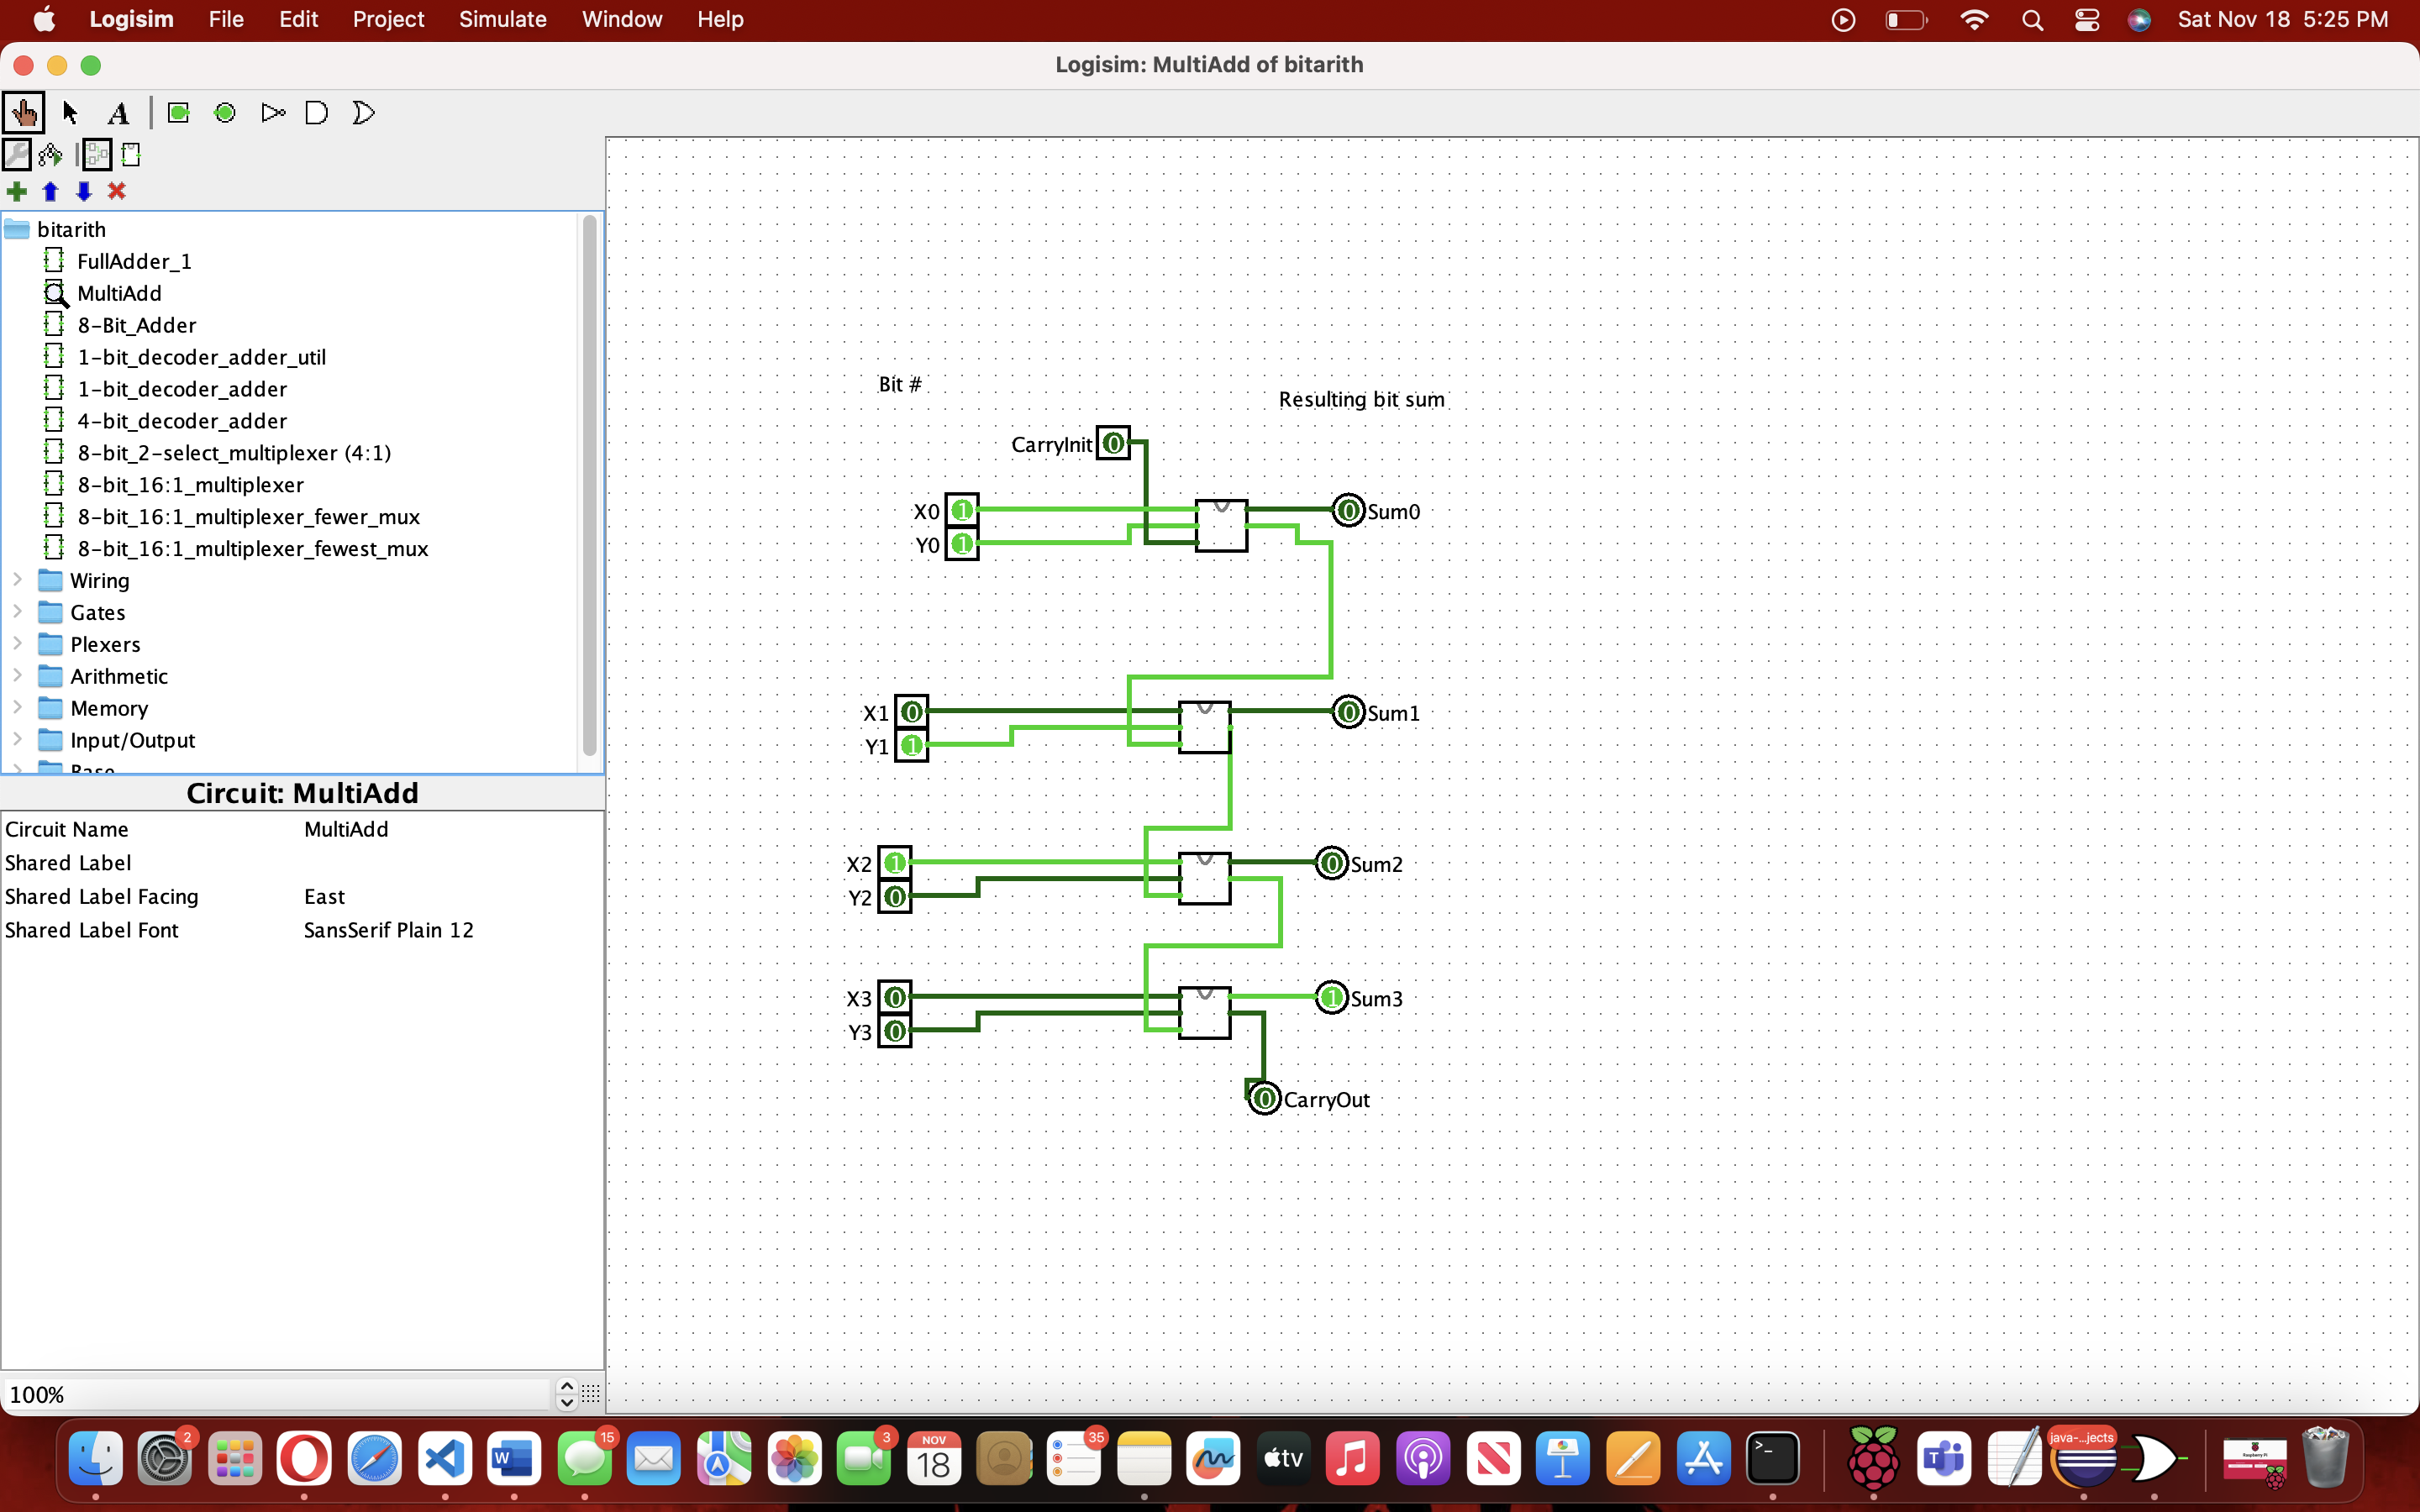 Logisim File Edit Project Simulate Window Help Sat Nov 18 5:25 PM
Logisim: MultiAdd of bitarith
A
bitarith
FullAdder_1
MultiAdd
8-Bit_Adder
1-bit_decoder_adder_util
1-bit_decoder_adder
4-bit_decoder_adder
8-bit_2-select_multiplexer (4:1)
8-bit_16:1_multiplexer
8-bit_16:1_multiplexer_fewer_mux
8-bit_16:1_multiplexer_fewest_mux
Wiring
Gates
Plexers
Arithmetic
Memory
Input/Output
Base
Circuit: MultiAdd
Circuit Name MultiAdd
Shared Label
Shared Label Facing East
Shared Label Font SansSerif Plain 12
100%
Bit #
Resulting bit sum
CarryInit 0
X0 1 0 Sum0
Y0 1
X1 0 0 Sum1
Y1 1
X2 1 0 Sum2
Y2 0
X3 0 1 Sum3
Y3 0
0 CarryOut
2 15 3 NOV 18 35 tv >_ java-...jects
W